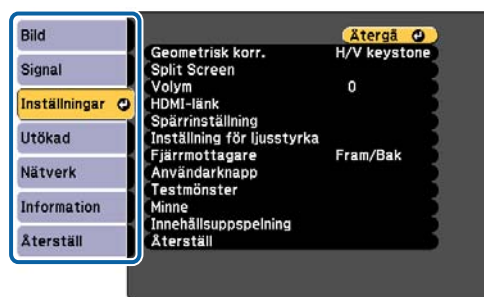 Bild
Signal
Inställningar
Utökad
Nätverk
Information
Återställ
Återgå
Geometrisk korr. H/V keystone
Split Screen
Volym 0
HDMI-länk
Spärrinställning
Inställning för ljusstyrka
Fjärrmottagare Fram/Bak
Användarknapp
Testmönster
Minne
Innehållsuppspelning
Återställ